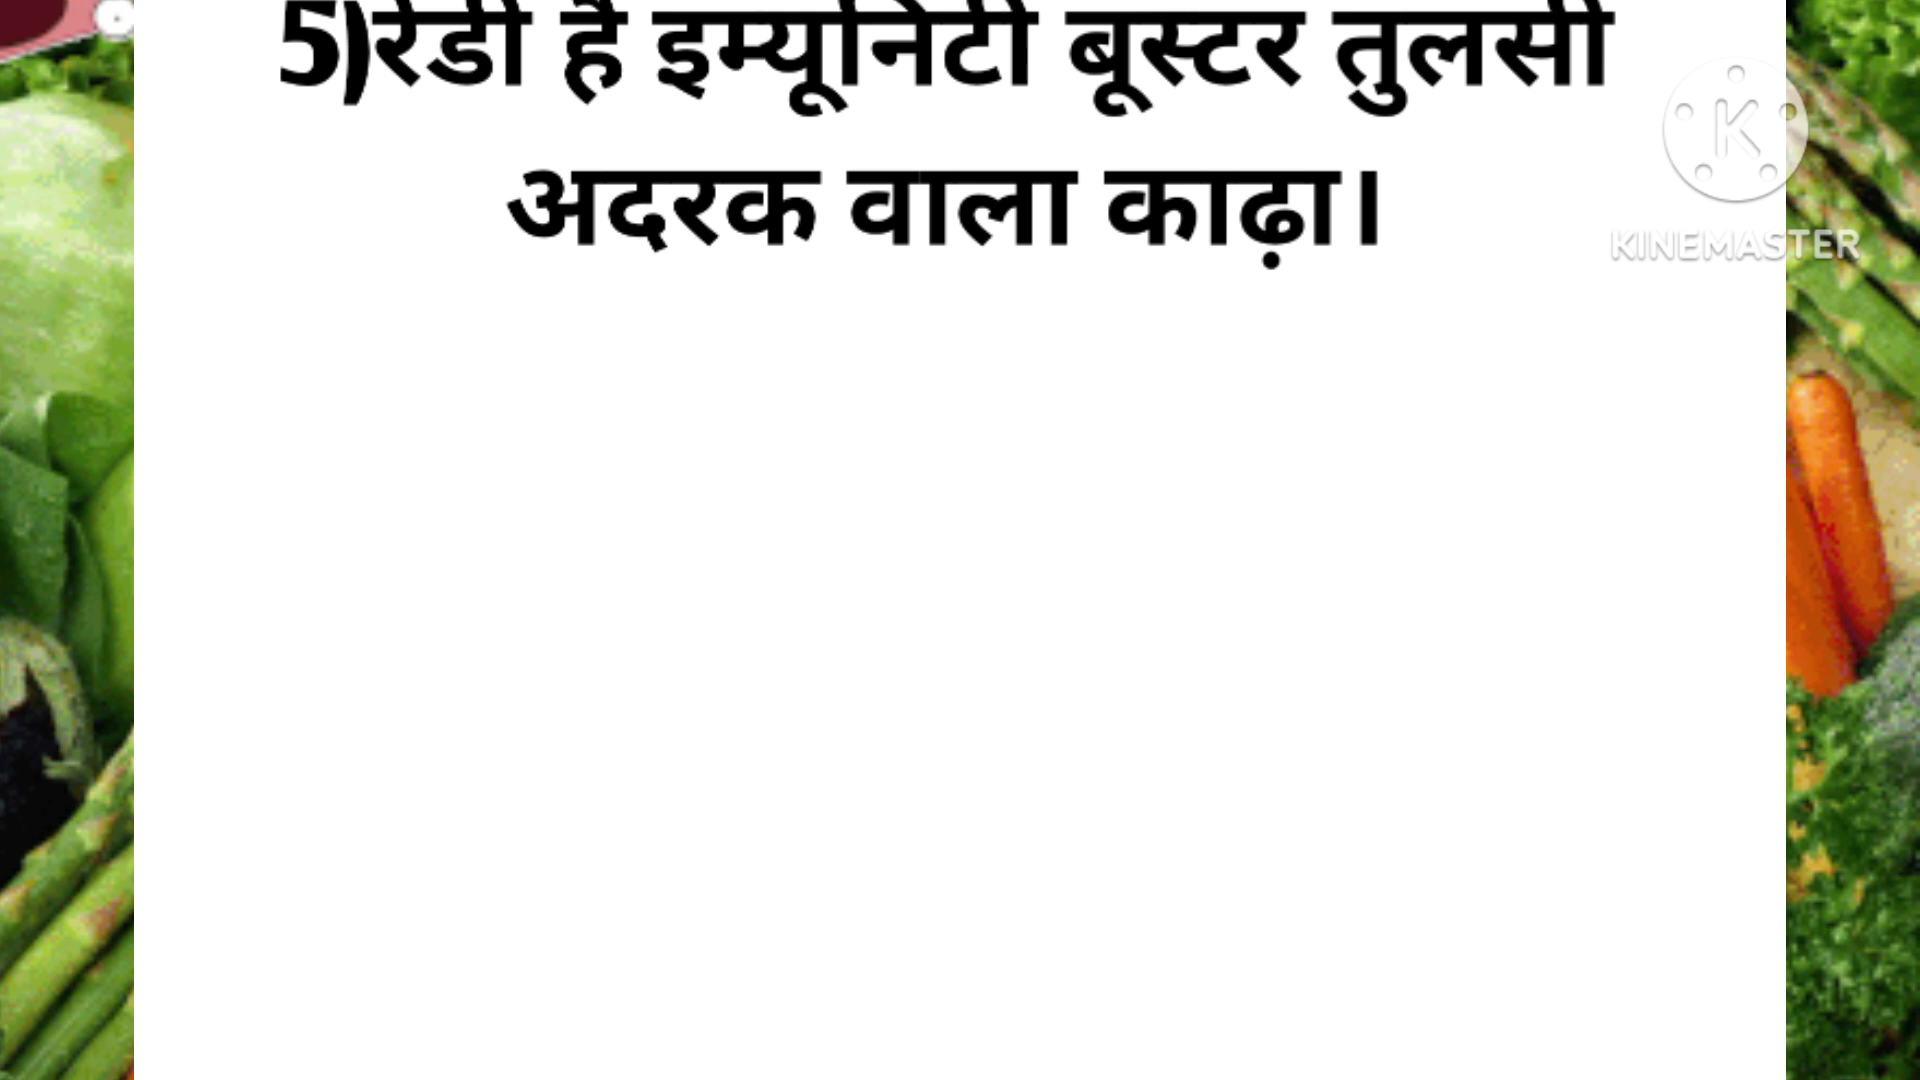 5)रेडी है इम्यूनिटी बूस्टर तुलसी
अदरक वाला काढ़ा।
K
KINEMASTER